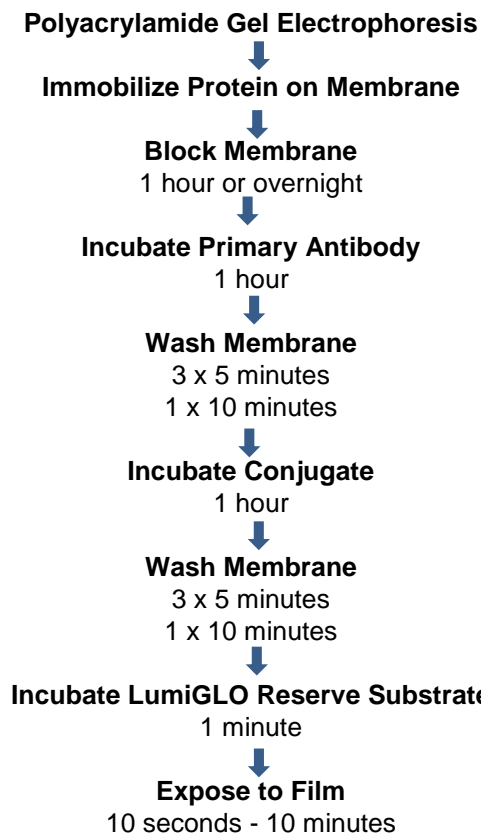 Polyacrylamide Gel Electrophoresis
Immobilize Protein on Membrane
Block Membrane
1 hour or overnight
Incubate Primary Antibody
1 hour
Wash Membrane
3 x 5 minutes
1 x 10 minutes
Incubate Conjugate
1 hour
Wash Membrane
3 x 5 minutes
1 x 10 minutes
Incubate LumiGLO Reserve Substrate
1 minute
Expose to Film
10 seconds - 10 minutes